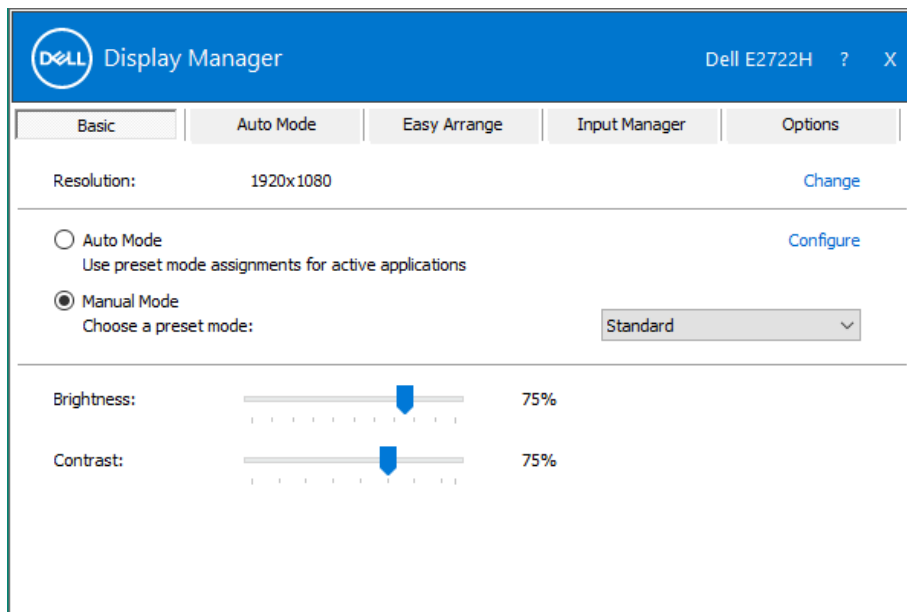 DELL Display Manager Dell E2722H ? X
Basic Auto Mode Easy Arrange Input Manager Options
Resolution: 1920x1080 Change
Auto Mode Configure
Use preset mode assignments for active applications
Manual Mode
Choose a preset mode: Standard
Brightness: 75%
Contrast: 75%